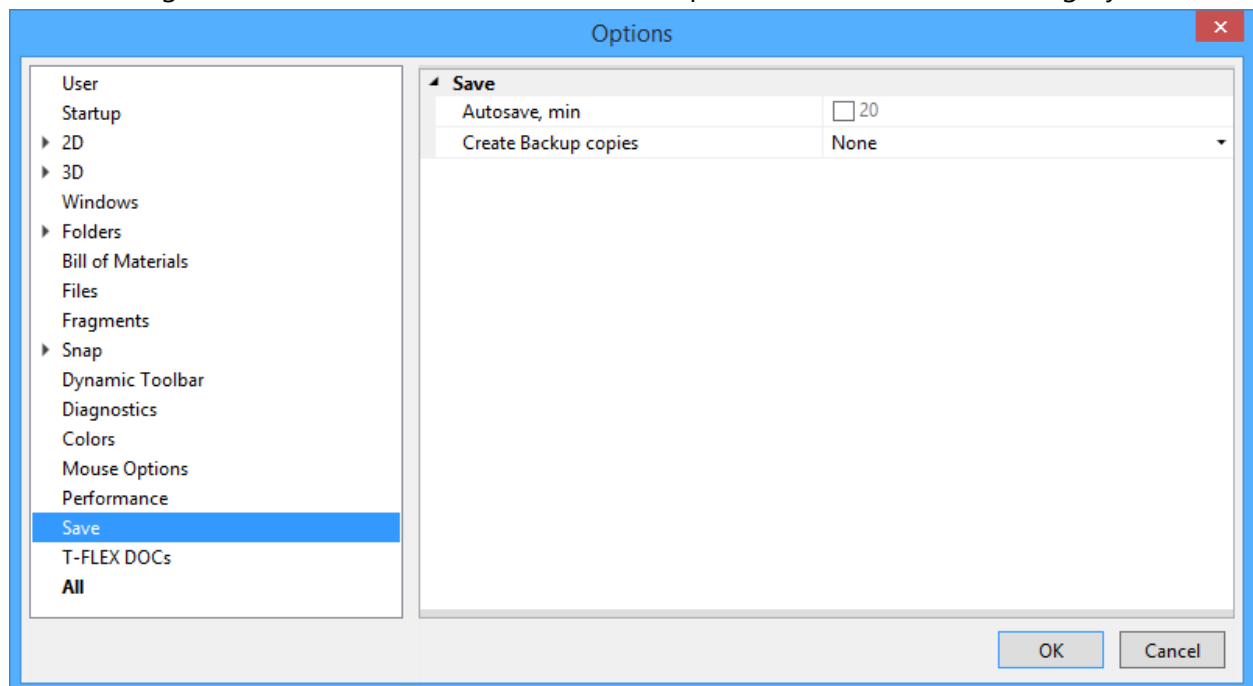 Options
User
Startup
2D
3D
Windows
Folders
Bill of Materials
Files
Fragments
Snap
Dynamic Toolbar
Diagnostics
Colors
Mouse Options
Performance
Save
T-FLEX DOCs
All
Save
Autosave, min 20
Create Backup copies None
OK Cancel